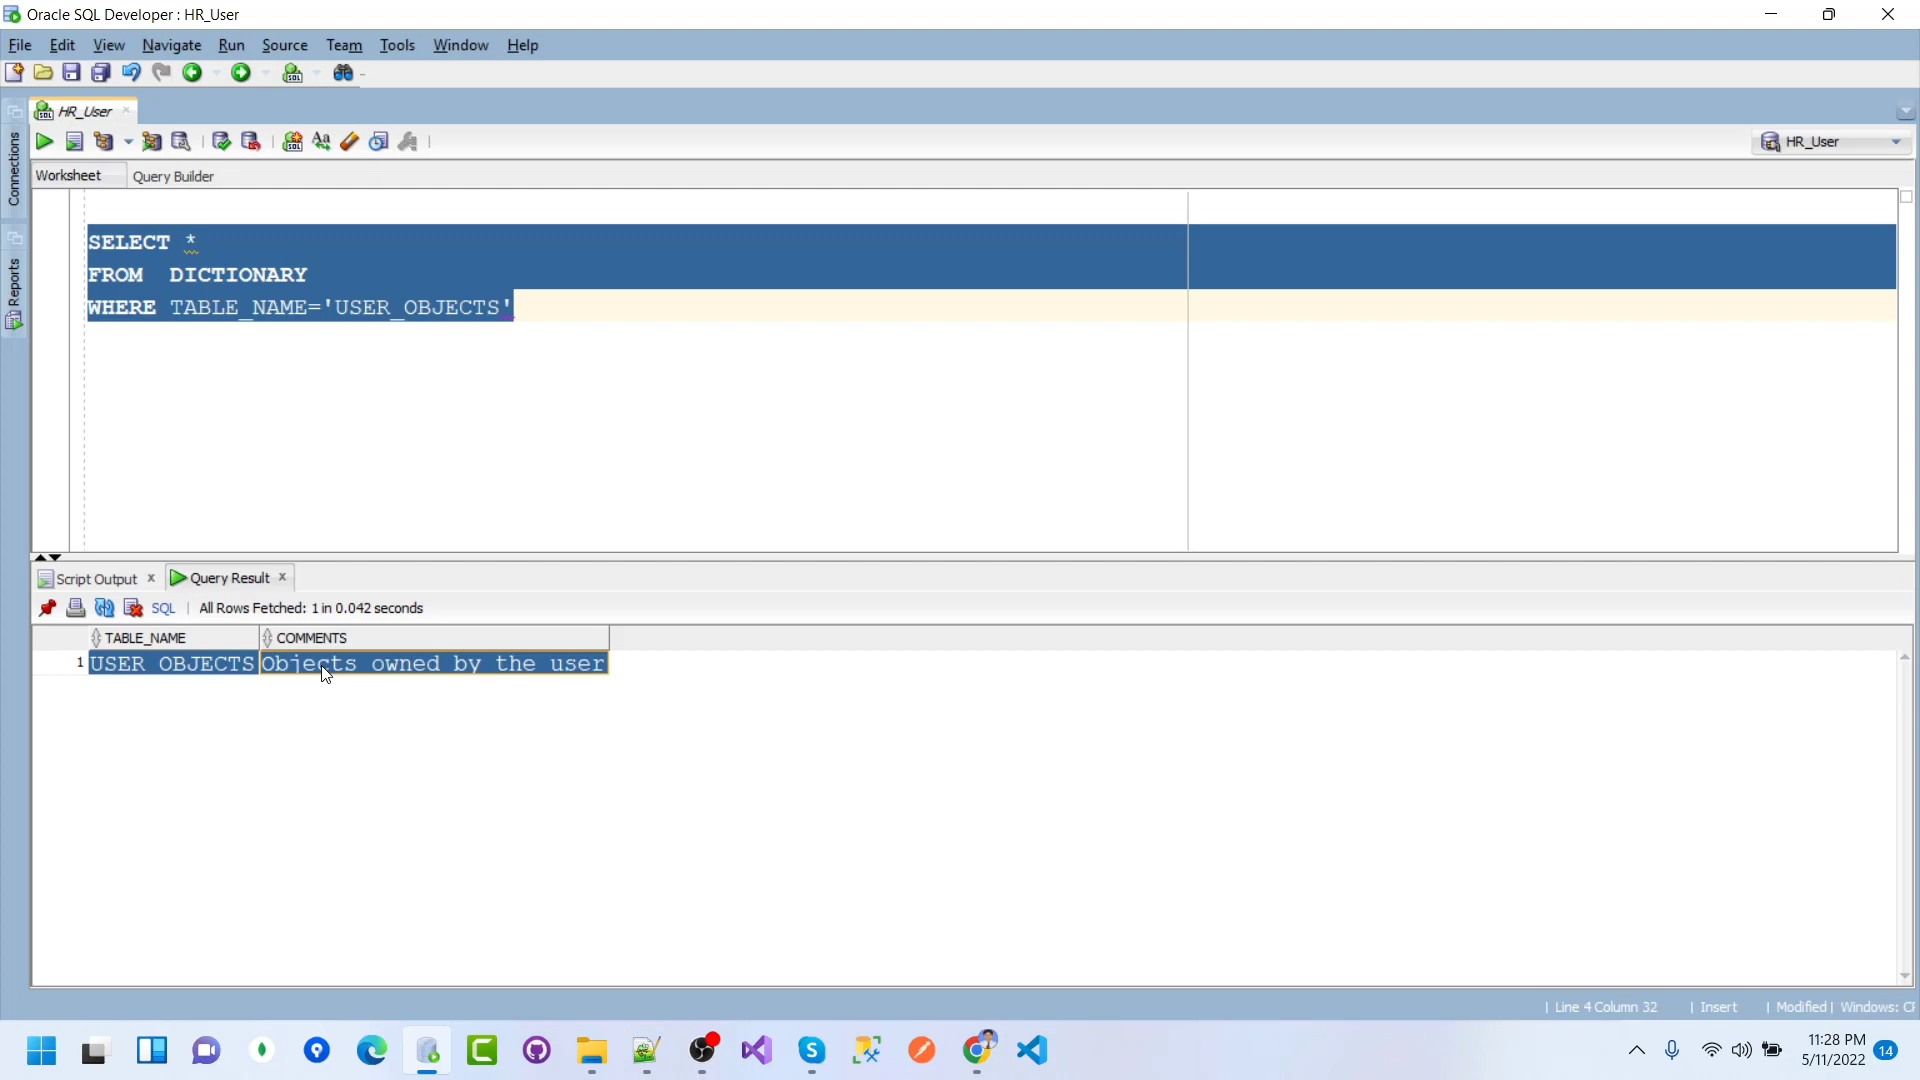 Oracle SQL Developer : HR_User
File Edit View Navigate Run Source Team Tools Window Help
HR_User
HR_User
Worksheet Query Builder
Connections
Reports
SELECT *
FROM DICTIONARY
WHERE TABLE_NAME='USER_OBJECTS'
Script Output x Query Result x
SQL | All Rows Fetched: 1 in 0.042 seconds
TABLE_NAME COMMENTS
1 USER_OBJECTS Objects owned by the user
| Line 4 Column 32 | Insert | Modified | Windows:
11:28 PM
5/11/2022 14